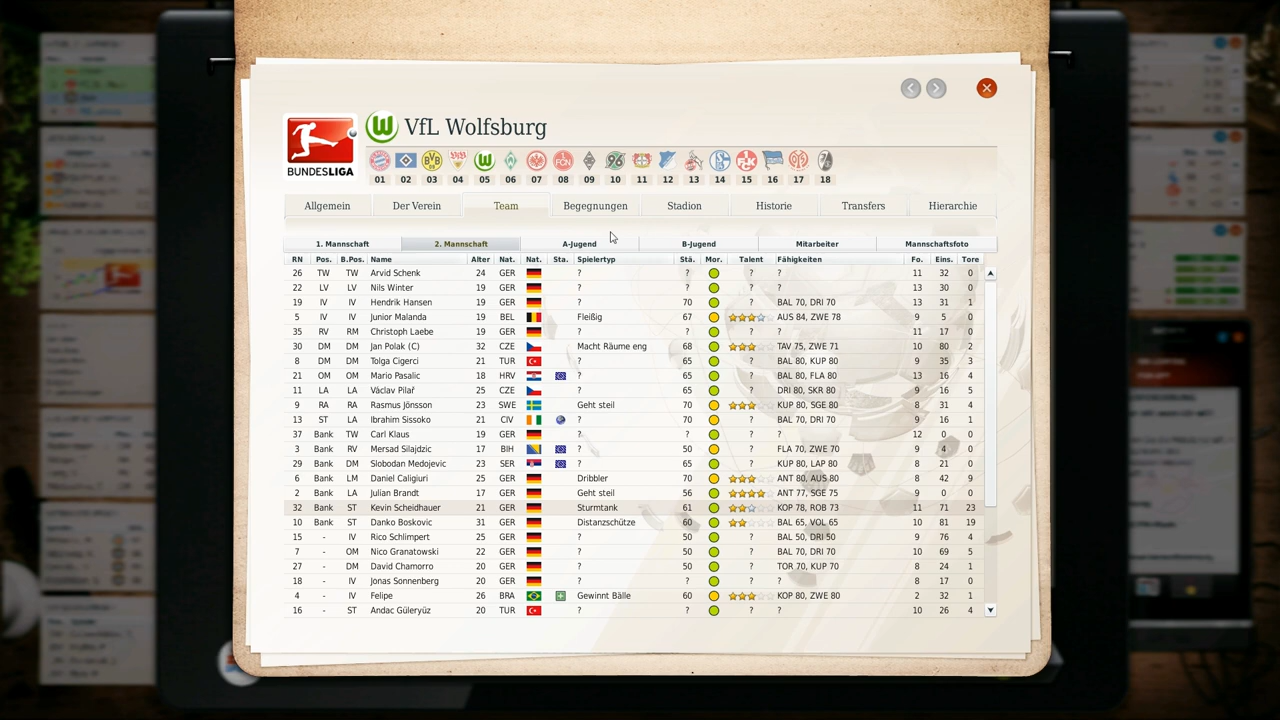 VfL Wolfsburg
BUNDESLIGA
01 02 03 04 05 06 07 08 09 10 11 12 13 14 15 16 17 18
Allgemein Der Verein Team Begegnungen Stadion Historie Transfers Hierarchie
1. Mannschaft 2. Mannschaft A-Jugend B-Jugend Mitarbeiter Mannschaftsfoto
RN Pos. B.Pos. Name Alter Nat. Nat. Sta. Spielertyp Stä. Mor. Talent Fähigkeiten Fo. Eins. Tore
26 TW TW Arvid Schenk 24 GER ? ? ? ? 11 32 0
22 LV LV Nils Winter 19 GER ? ? ? ? 13 30 0
19 IV IV Hendrik Hansen 19 GER ? 70 ? BAL 70, DRI 70 13 31 1
5 IV IV Junior Malanda 19 BEL Fleißig 67 AUS 84, ZWE 78 9 5 0
35 RV RM Christoph Laebe 19 GER ? ? ? ? 11 17 0
30 DM DM Jan Polak (C) 32 CZE Macht Räume eng 68 TAV 75, ZWE 71 10 80 2
8 DM DM Tolga Cigerci 21 TUR ? 65 ? BAL 80, KUP 80 9 35 3
21 OM OM Mario Pasalic 18 HRV ? 65 ? BAL 80, FLA 80 13 16 4
11 LA LA Václav Pilař 25 CZE ? 65 ? DRI 80, SKR 80 9 16 5
9 RA RA Rasmus Jönsson 23 SWE Geht steil 70 KUP 80, SGE 80 8 31 4
13 ST LA Ibrahim Sissoko 21 CIV ? 70 ? BAL 70, DRI 70 9 16 1
37 Bank TW Carl Klaus 19 GER ? ? ? ? 12 0 0
3 Bank RV Mersad Silajdzic 17 BIH ? 50 ? FLA 70, ZWE 70 9 4 0
29 Bank DM Slobodan Medojevic 23 SER ? 65 ? KUP 80, LAP 80 8 21 0
6 Bank LM Daniel Caligiuri 25 GER Dribbler 70 ANT 80, AUS 80 8 42 9
2 Bank LA Julian Brandt 17 GER Geht steil 56 ANT 77, SGE 75 9 0 0
32 Bank ST Kevin Scheidhauer 21 GER Sturmtank 61 KOP 78, ROB 73 11 71 23
10 Bank ST Danko Boskovic 31 GER Distanzschütze 60 BAL 65, VOL 65 10 81 19
15 - IV Rico Schlimpert 25 GER ? 50 ? BAL 50, DRI 50 9 76 4
7 - OM Nico Granatowski 22 GER ? 50 ? BAL 70, DRI 70 10 69 5
27 - DM David Chamorro 20 GER ? 50 ? TOR 70, KUP 70 8 24 1
18 - IV Jonas Sonnenberg 20 GER ? ? ? ? 8 17 0
4 - IV Felipe 26 BRA Gewinnt Bälle 60 KOP 80, ZWE 80 2 32 1
16 - ST Andac Güleryüz 20 TUR ? ? ? ? 10 26 4